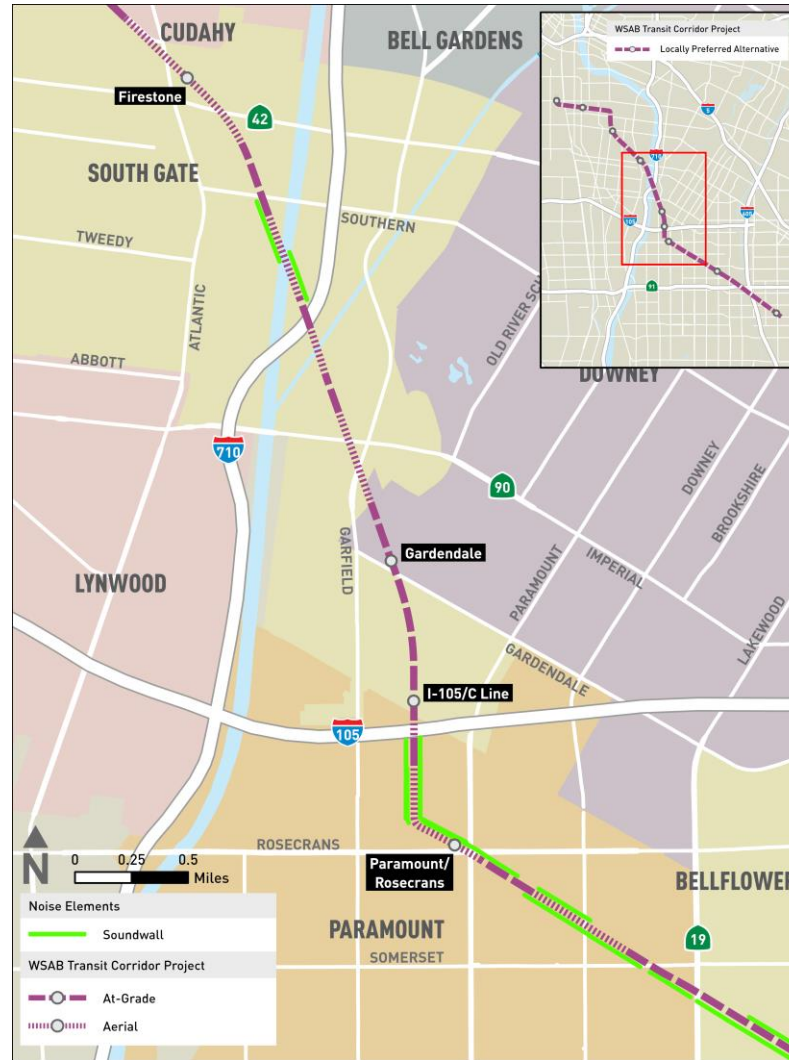 CUDAHY
BELL GARDENS
Firestone
42
SOUTH GATE
SOUTHERN
TWEEDY
ATLANTIC
OLD RIVER SCH
ABBOTT
DOWNEY
710
90
DOWNEY
BROOKSHIRE
GARFIELD
Gardendale
IMPERIAL
PARAMOUNT
LYNWOOD
GARDENDALE
LAKEWOOD
I-105/C Line
105
ROSECRANS
Paramount/
Rosecrans
BELLFLOWER
PARAMOUNT
19
SOMERSET
N
0 0.25 0.5
Miles
Noise Elements
Soundwall
WSAB Transit Corridor Project
At-Grade
Aerial
WSAB Transit Corridor Project
Locally Preferred Alternative
5
710
105
605
91